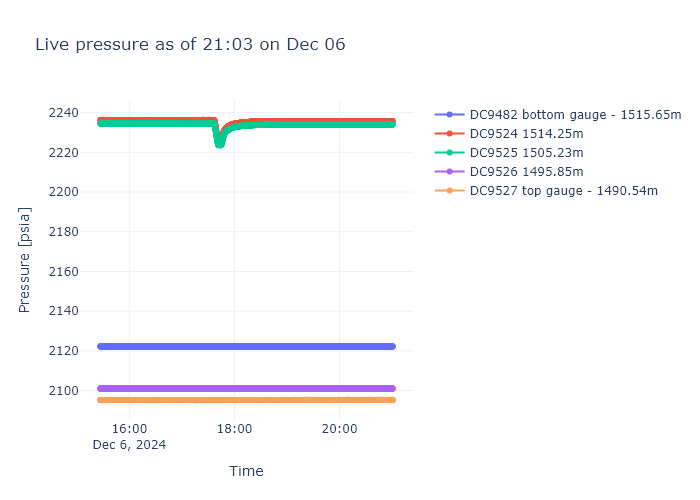 Live pressure as of 21:03 on Dec 06
2240
2220
2200
2180
2160
2140
2120
2100
Pressure [psia]
16:00
Dec 6, 2024
18:00
20:00
Time
DC9482 bottom gauge - 1515.65m
DC9524 1514.25m
DC9525 1505.23m
DC9526 1495.85m
DC9527 top gauge - 1490.54m